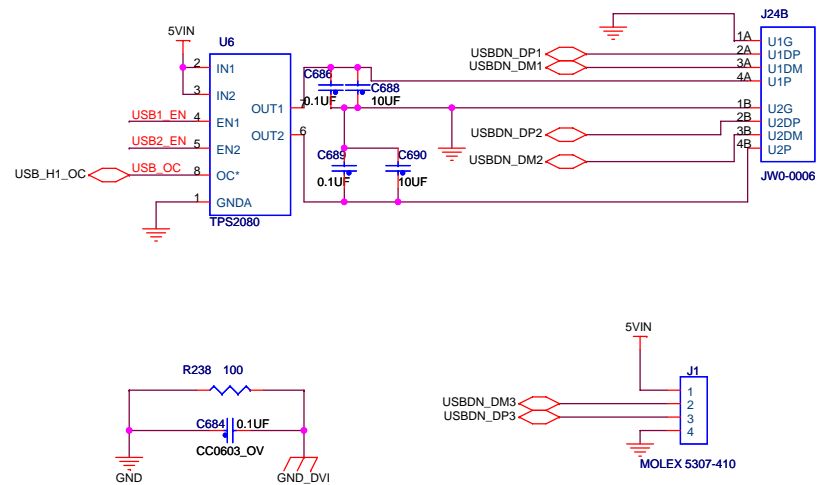 J24B
5VIN
U6
1A U1G
USBDN_DP1 2A U1DP
USBDN_DM1 3A U1DM
4A U1P
2 IN1
C686 C688
3 IN2
0.1UF 10UF
7 OUT1
1B U2G
USB1_EN 4 EN1
2B U2DP
USBDN_DP2
6 OUT2
3B U2DM
USB2_EN 5 EN2
4B U2P
C689 C690
USBDN_DM2
USB_H1_OC USB_OC 8 OC*
0.1UF 10UF
JW0-0006
1 GNDA
TPS2080
5VIN
R238 100
J1
1
USBDN_DM3 2
USBDN_DP3 3
4
C684 0.1UF
CC0603_OV
MOLEX 5307-410
GND GND_DVI